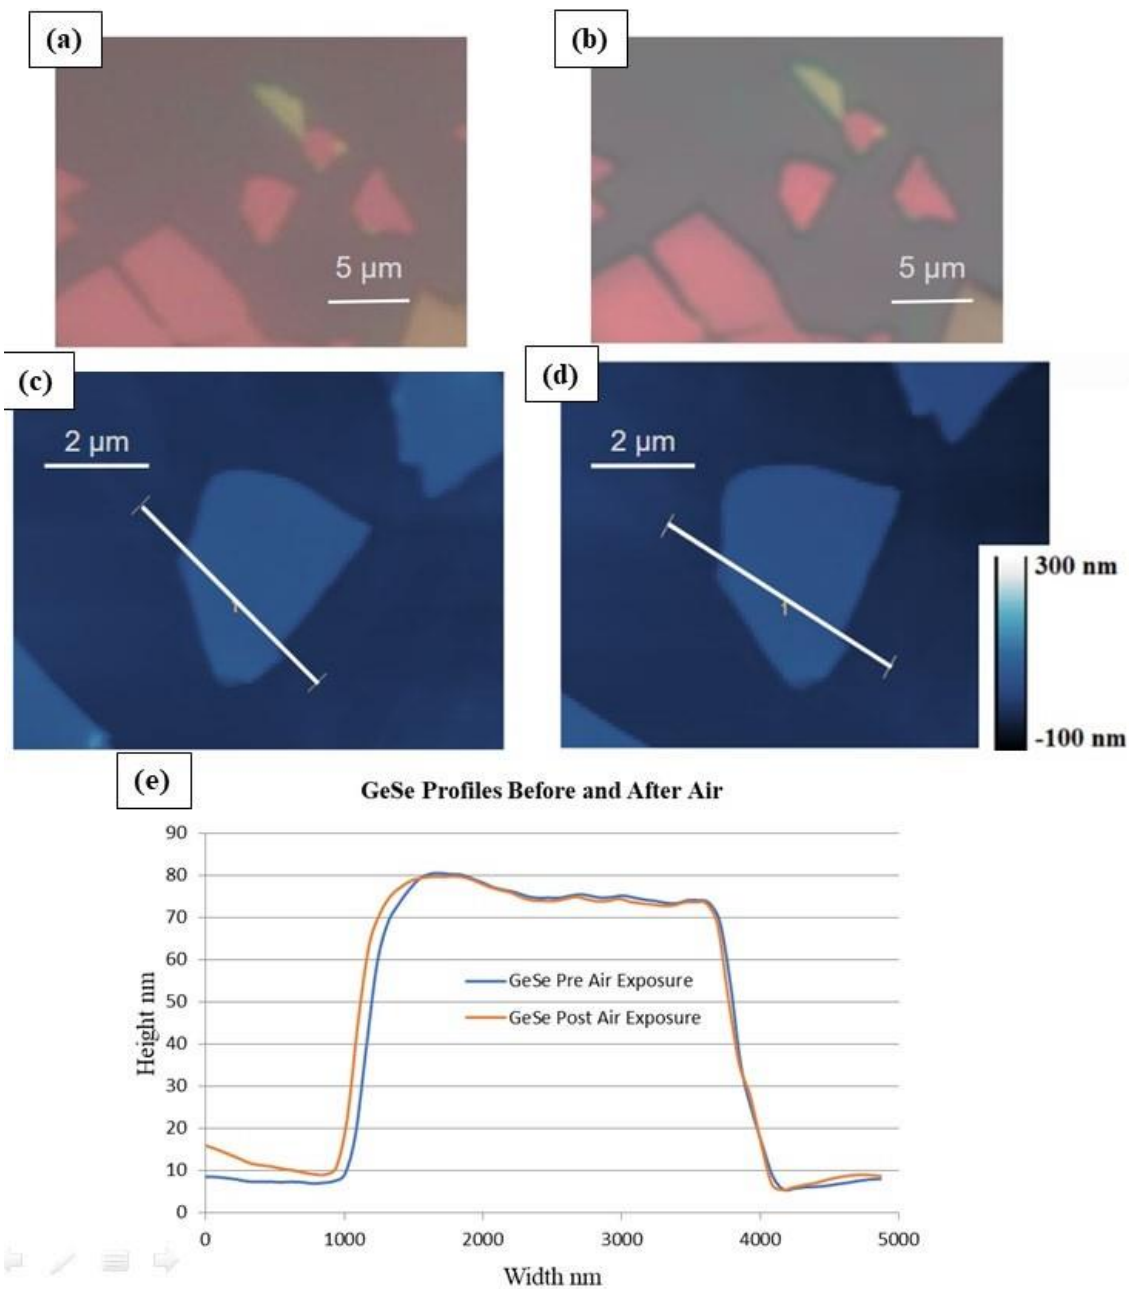 (a)
(b)
5 μm
5 μm
(c)
(d)
2 μm
2 μm
1
1
300 nm
-100 nm
(e)
GeSe Profiles Before and After Air
90
80
70
60
50
40
30
20
10
0
Height nm
GeSe Pre Air Exposure
GeSe Post Air Exposure
0 1000 2000 3000 4000 5000
Width nm